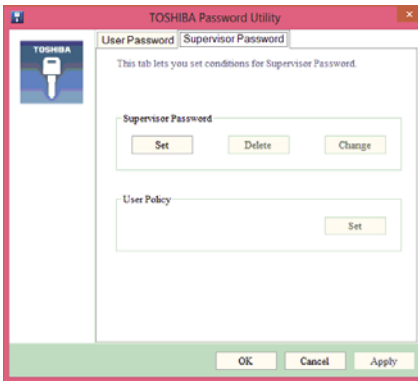 TOSHIBA Password Utility
TOSHIBA
User Password Supervisor Password
This tab lets you set conditions for Supervisor Password.
Supervisor Password
Set Delete Change
User Policy
Set
OK Cancel Apply